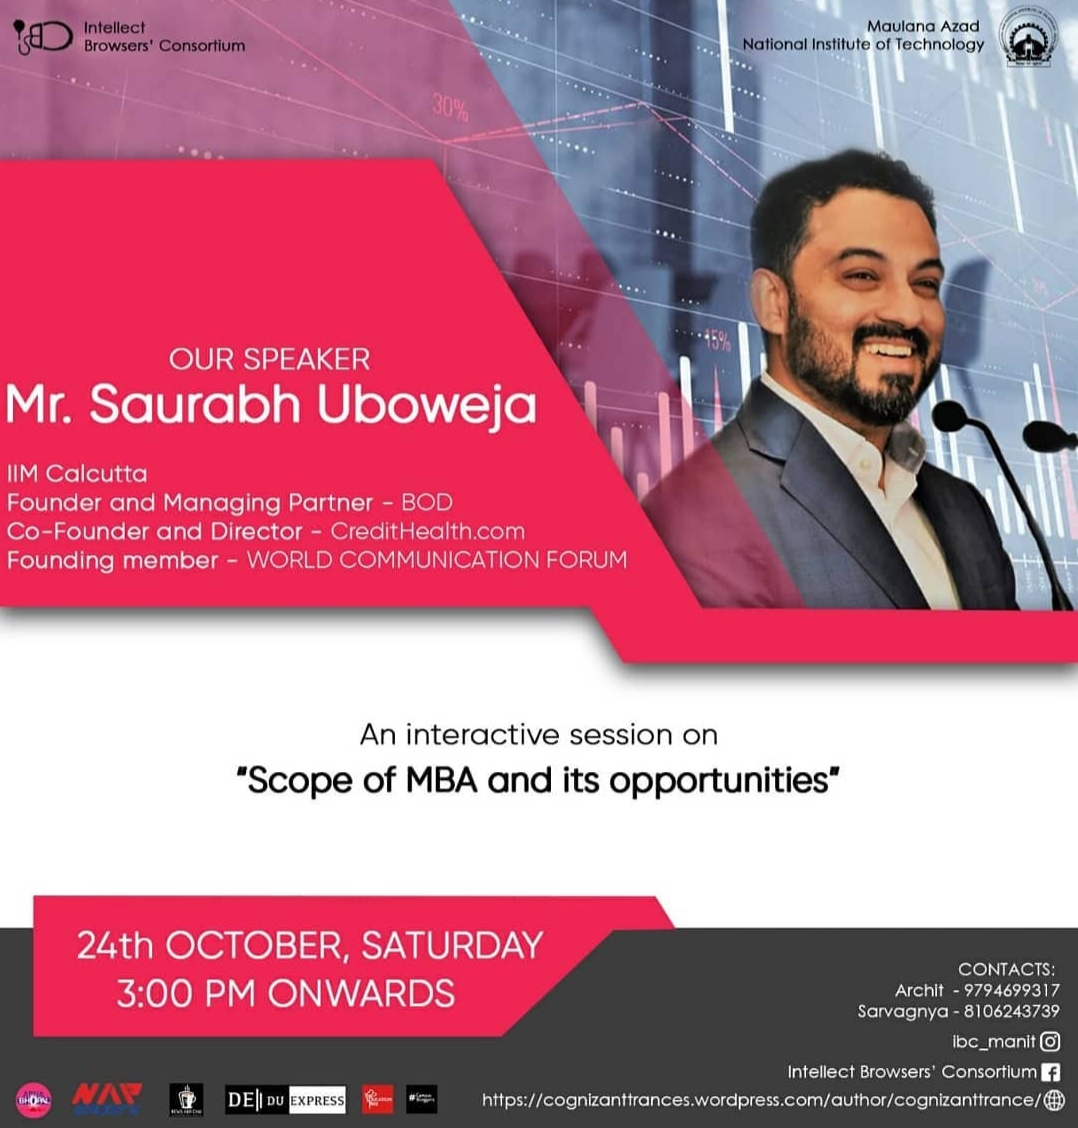 Intellect
Browsers' Consortium
Maulana Azad
National Institute of Technology
30%
15%
OUR SPEAKER
Mr. Saurabh Uboweja
IIM Calcutta
Founder and Managing Partner - BOD
Co-Founder and Director - CreditHealth.com
Founding member - WORLD COMMUNICATION FORUM
An interactive session on
"Scope of MBA and its opportunities"
24th OCTOBER, SATURDAY
3:00 PM ONWARDS
CONTACTS:
Archit - 9794699317
Sarvagnya - 8106243739
ibc_manit
Intellect Browsers' Consortium
https://cognizanttrances.wordpress.com/author/cognizanttrance/
BHOPAL
DU EXPRESS